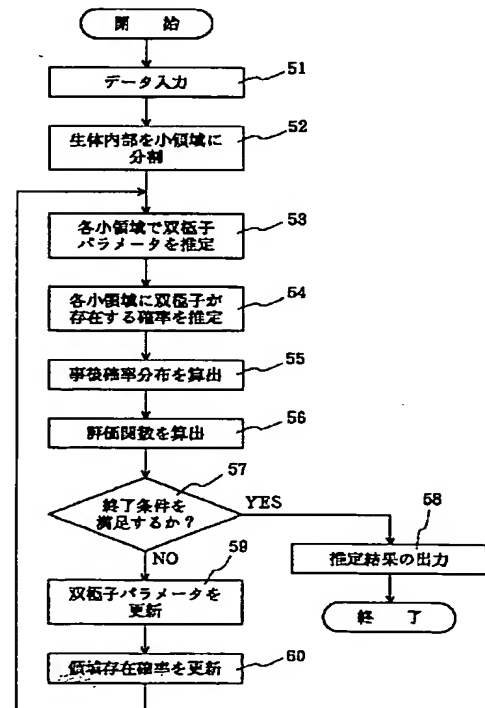 開　始
データ入力
51
生体内部を小領域に
分割
52
各小領域で双極子
パラメータを推定
53
各小領域に双極子が
存在する確率を推定
54
事後確率分布を算出
55
評価関数を算出
56
終了条件を
満足するか？
57
YES
NO
推定結果の出力
58
終　了
双極子パラメータを
更新
59
領域存在確率を更新
60